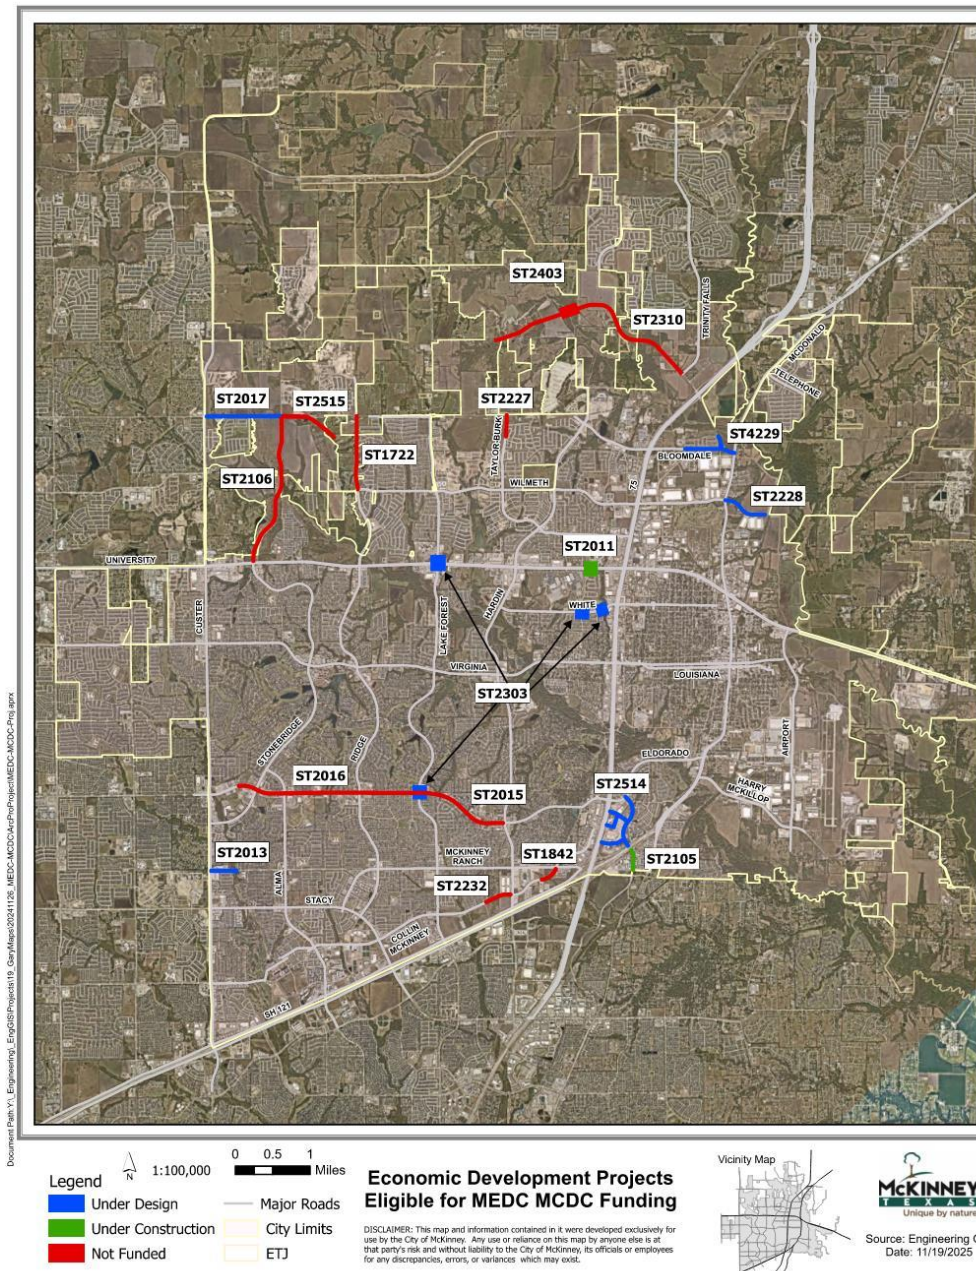 ST2403
ST2310
TRINITY FALLS
MCDONALD
TELEPHONE
ST2017
ST2515
ST2227
TAYLOR-BURK
ST4229
BLOOMDALE
ST1722
ST2106
WILMETH
75
ST2228
UNIVERSITY
ST2011
CUSTER
LAKE FOREST
HARDIN
WHITE
VIRGINIA
LOUISIANA
ST2303
STONEBRIDGE
RIDGE
AIRPORT
ELDORADO
HARRY
MCKILLOP
ST2016
ST2015
ST2514
MCKINNEY
RANCH
ST2013
ALMA
ST1842
ST2105
STACY
ST2232
COLLIN
MCKINNEY
SH 121
Legend
N
1:100,000
0 0.5 1
Miles
Under Design
Under Construction
Not Funded
Major Roads
City Limits
ETJ
Economic Development Projects
Eligible for MEDC MCDC Funding
DISCLAIMER: This map and information contained in it were developed exclusively for
use by the City of McKinney. Any use or reliance on this map by anyone else is at
that party's risk and without liability to the City of McKinney, its officials or employees
for any discrepancies, errors, or variances which may exist.
Vicinity Map
MCKINNEY
TEXAS
Unique by nature
Source: Engineering
Date: 11/19/2025